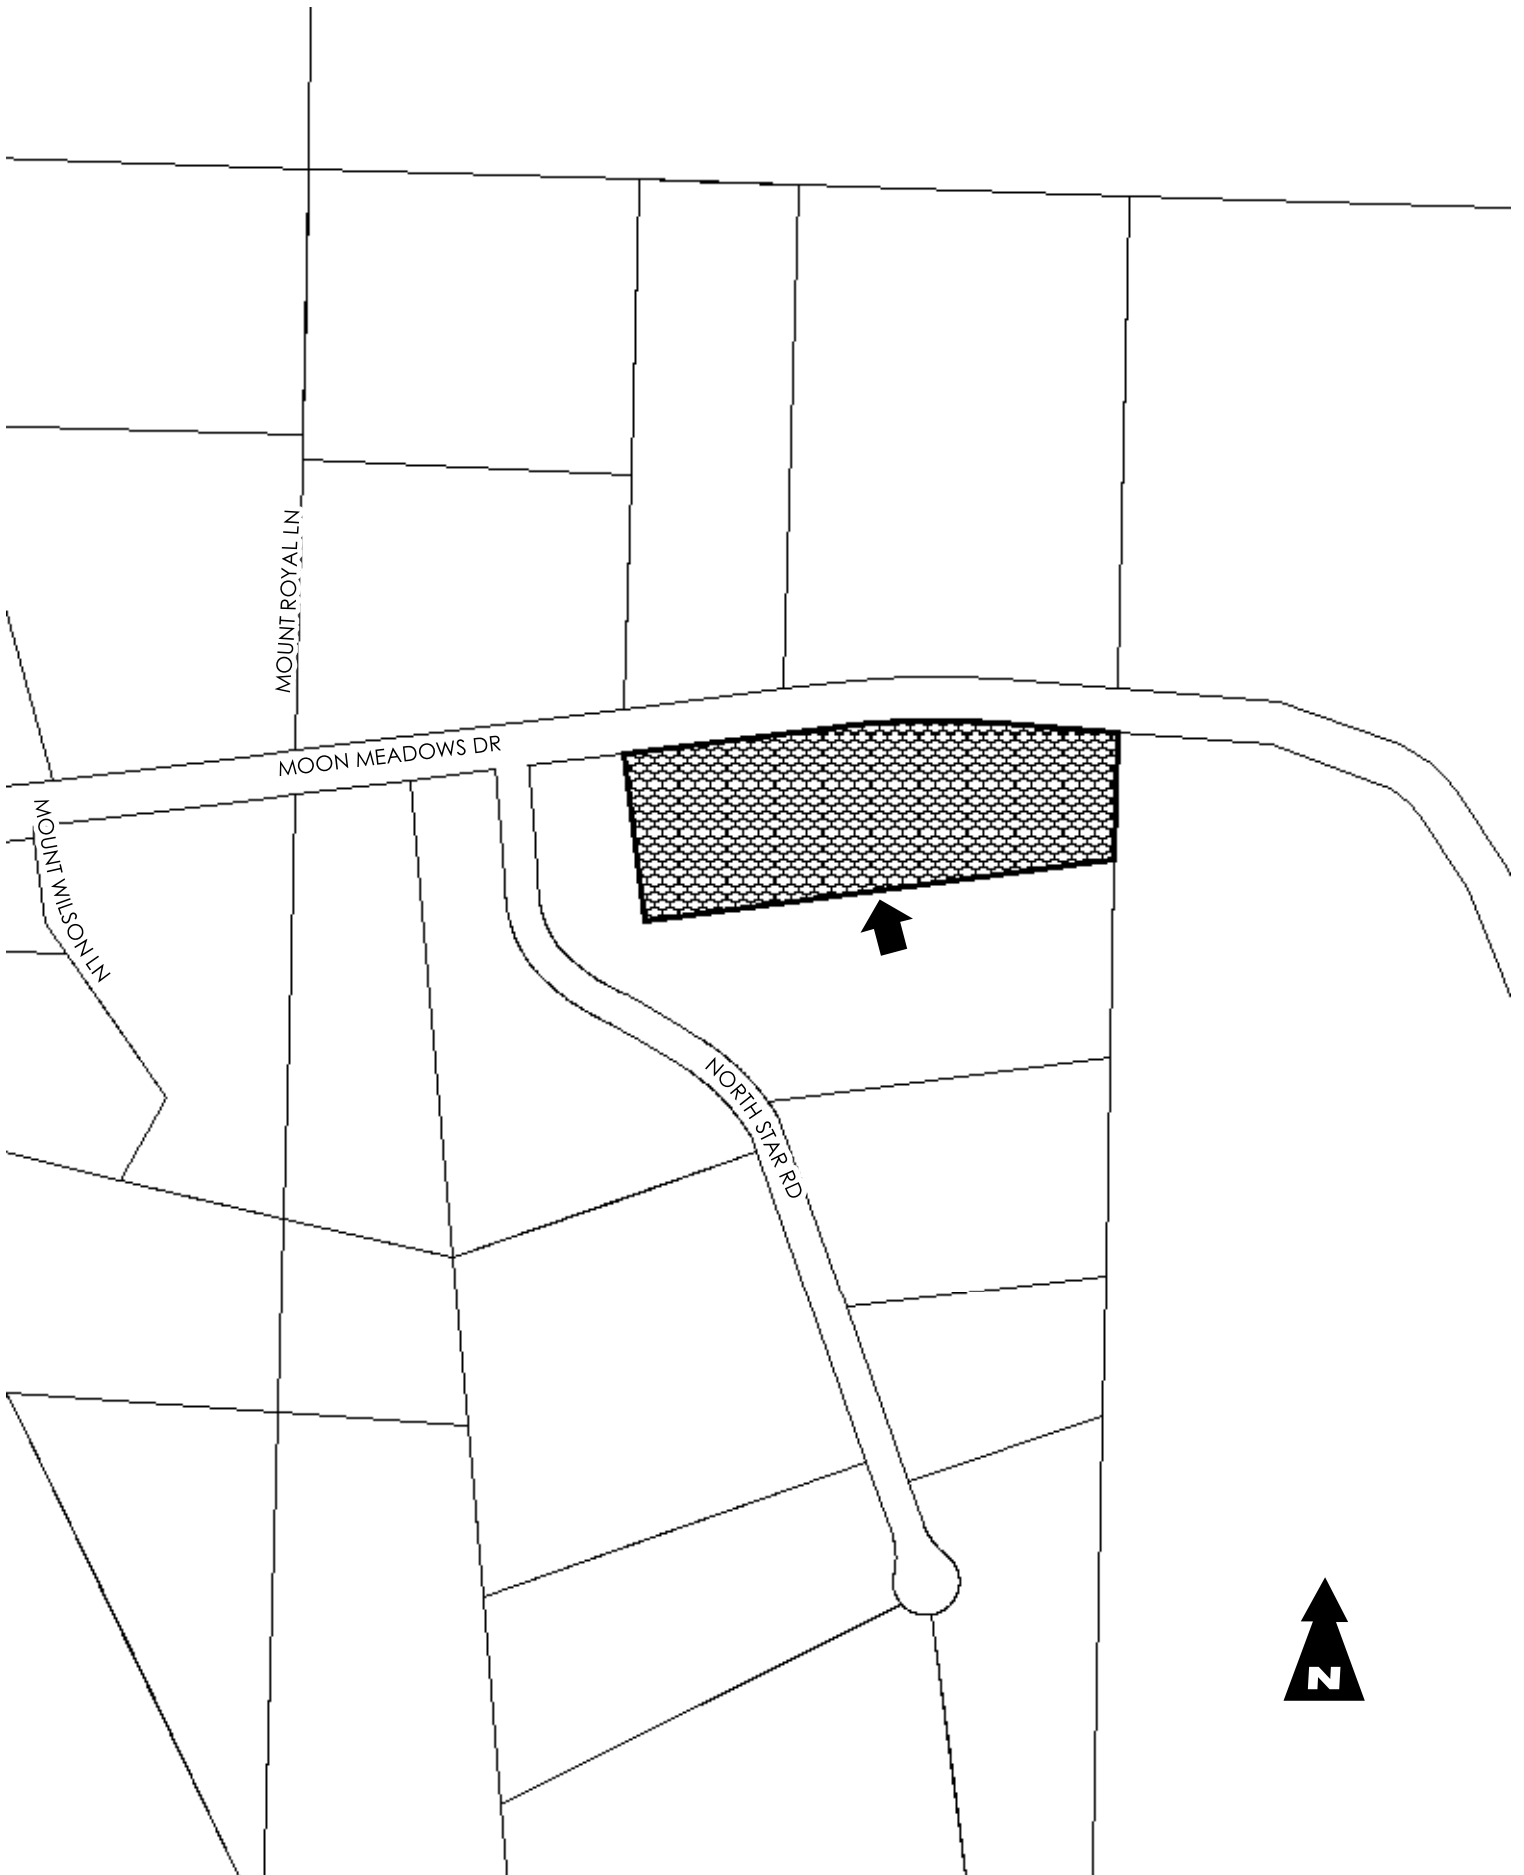 MOUNT ROYAL LN
MOON MEADOWS DR
MOUNT WILSON LN
NORTH STAR RD
N